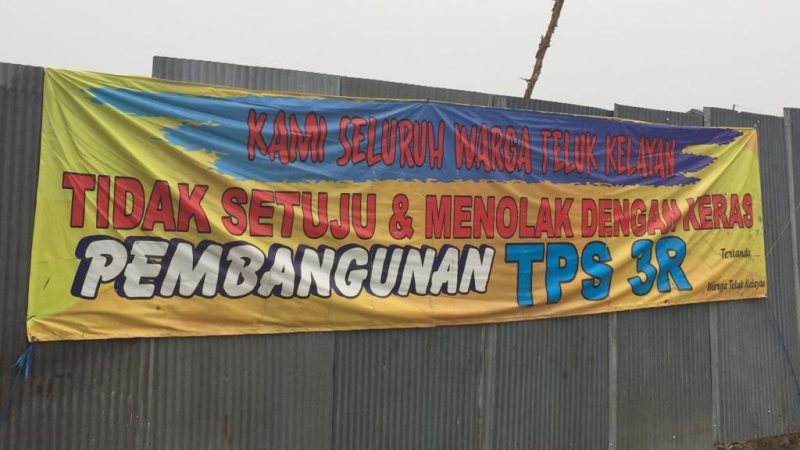 KAMI SELURUH WARGA TELUK KELAYAN
TIDAK SETUJU & MENOLAK DENGAN KERAS
PEMBANGUNAN TPS 3R
Tertanda
Warga Teluk Kelayan